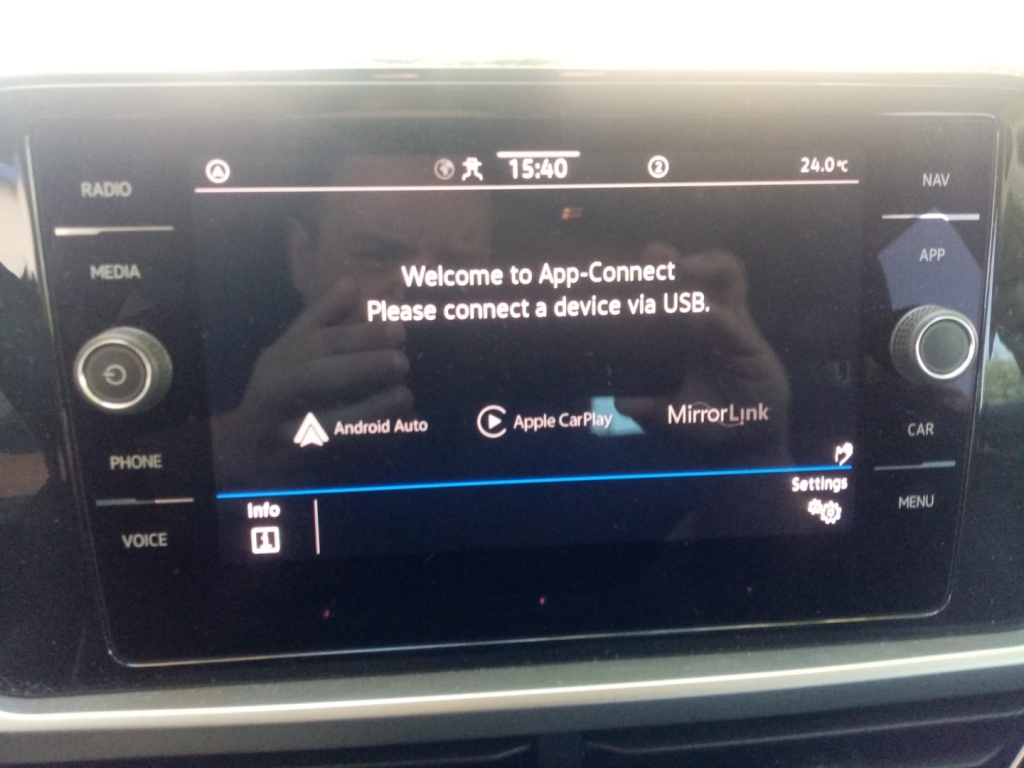 15:40
2
24.0°C
RADIO
NAV
MEDIA
APP
Welcome to App-Connect
Please connect a device via USB.
Android Auto
Apple CarPlay
MirrorLink
PHONE
CAR
VOICE
MENU
Info
Settings